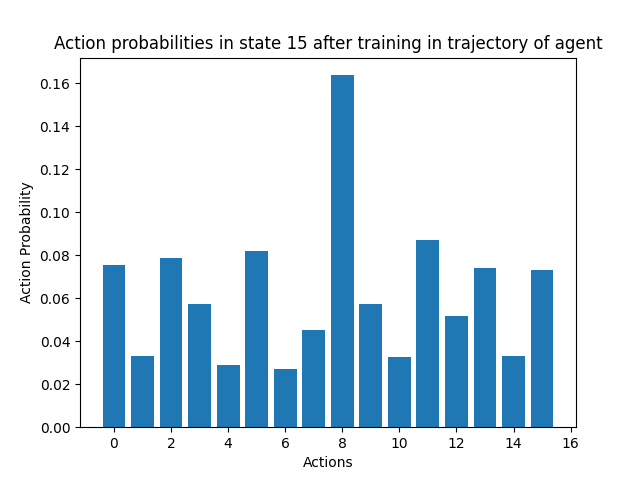 Action probabilities in state 15 after training in trajectory of agent
0.16
0.14
0.12
0.10
0.08
0.06
0.04
0.02
0.00
Action Probability
0 2 4 6 8 10 12 14 16
Actions